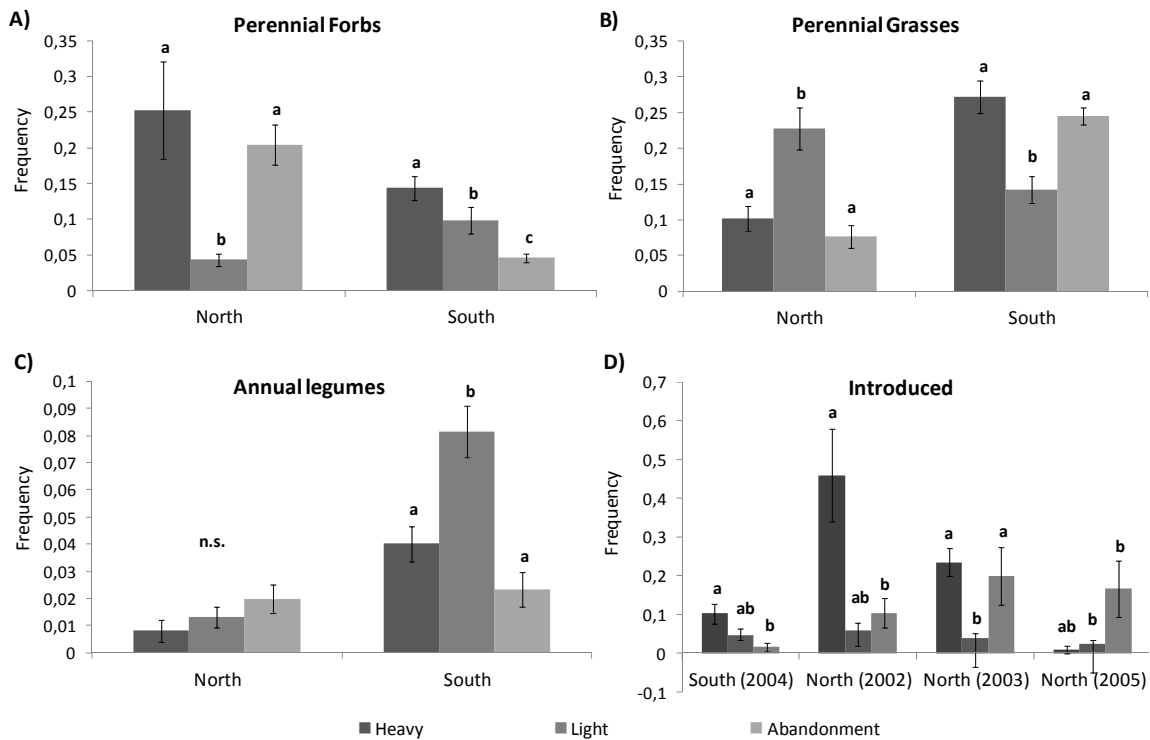 A)
Perennial Forbs
0,35
0,3
0,25
0,2
0,15
0,1
0,05
0
Frequency
a
b
a
a
b
c
North South
B)
Perennial Grasses
0,35
0,3
0,25
0,2
0,15
0,1
0,05
0
Frequency
a
b
a
a
b
a
North South
C)
Annual legumes
0,1
0,09
0,08
0,07
0,06
0,05
0,04
0,03
0,02
0,01
0
Frequency
n.s.
a
b
a
North South
D)
Introduced
0,7
0,6
0,5
0,4
0,3
0,2
0,1
0
-0,1
Frequency
a ab b
a ab b
a b a
ab b b
South (2004) North (2002) North (2003) North (2005)
Heavy Light Abandonment